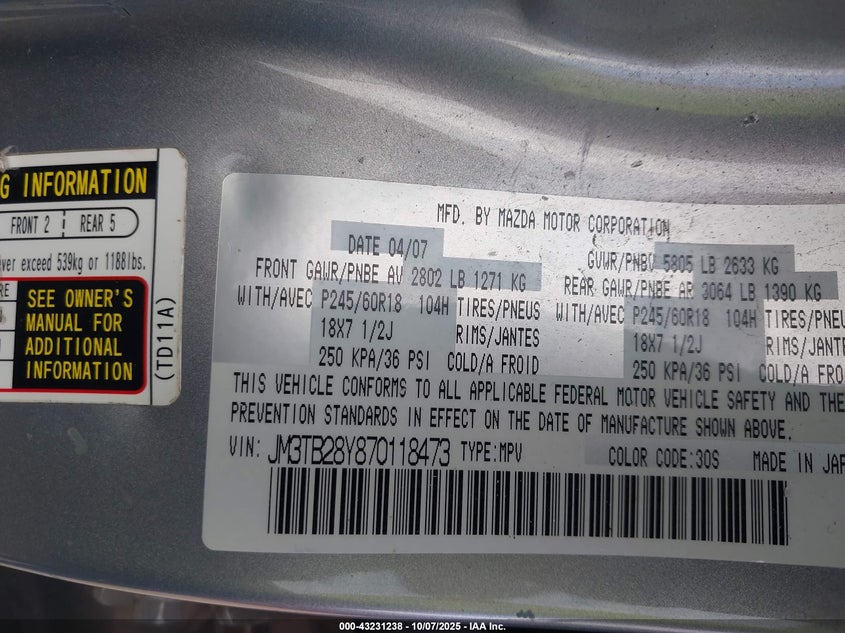 G INFORMATION
FRONT 2 REAR 5
ver exceed 539kg or 1188lbs.
RE
SEE OWNER'S
MANUAL FOR
ADDITIONAL
INFORMATION
(TD11A)
MFD. BY MAZDA MOTOR CORPORATION
DATE 04/07 GVWR/PNBV 5805 LB 2633 KG
FRONT GAWR/PNBE AV 2802 LB 1271 KG REAR GAWR/PNBE AR 3064 LB 1390 KG
WITH/AVEC P245/60R18 104H TIRES/PNEUS WITH/AVEC P245/60R18 104H TIRES/PNEU
18X7 1/2J RIMS/JANTES 18X7 1/2J RIMS/JANTE
250 KPA/36 PSI COLD/A FROID 250 KPA/36 PSI COLD/A FROI
THIS VEHICLE CONFORMS TO ALL APPLICABLE FEDERAL MOTOR VEHICLE SAFETY AND THE
PREVENTION STANDARDS IN EFFECT ON THE DATE OF MANUFACTURE SHOWN ABOVE.
VIN: JM3TB28Y870118473 TYPE:MPV COLOR CODE:30S MADE IN JAP
000-43231238 - 10/07/2025 - IAA Inc.